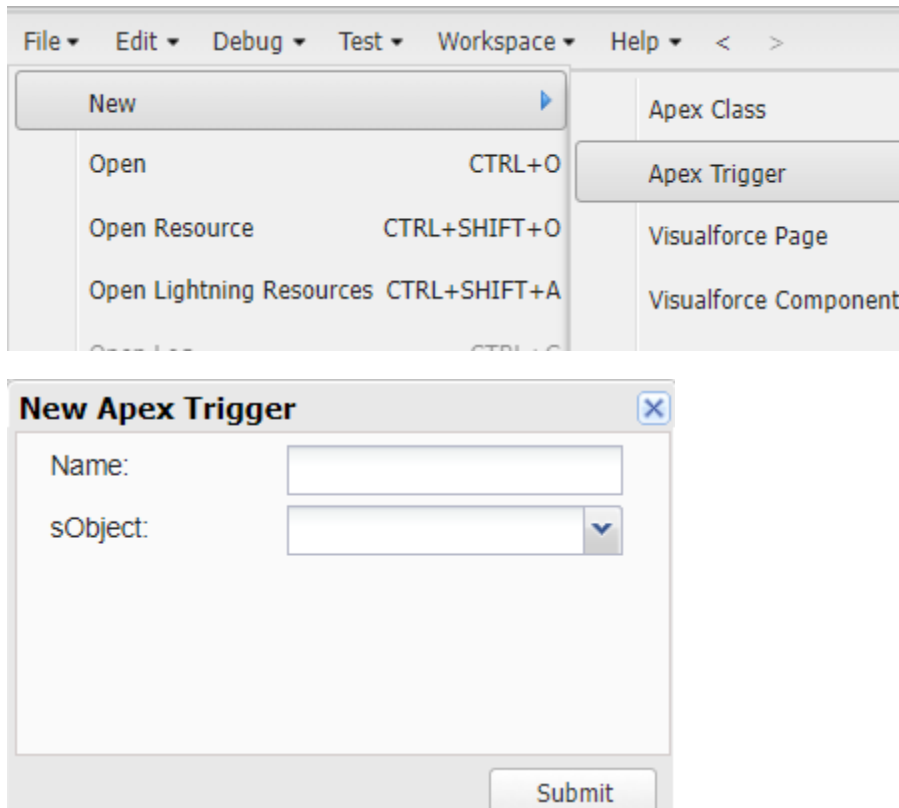 File Edit Debug Test Workspace Help < >
New
Apex Class
Open CTRL+O
Apex Trigger
Open Resource CTRL+SHIFT+O
Visualforce Page
Open Lightning Resources CTRL+SHIFT+A
Visualforce Component
New Apex Trigger
Name:
sObject:
Submit